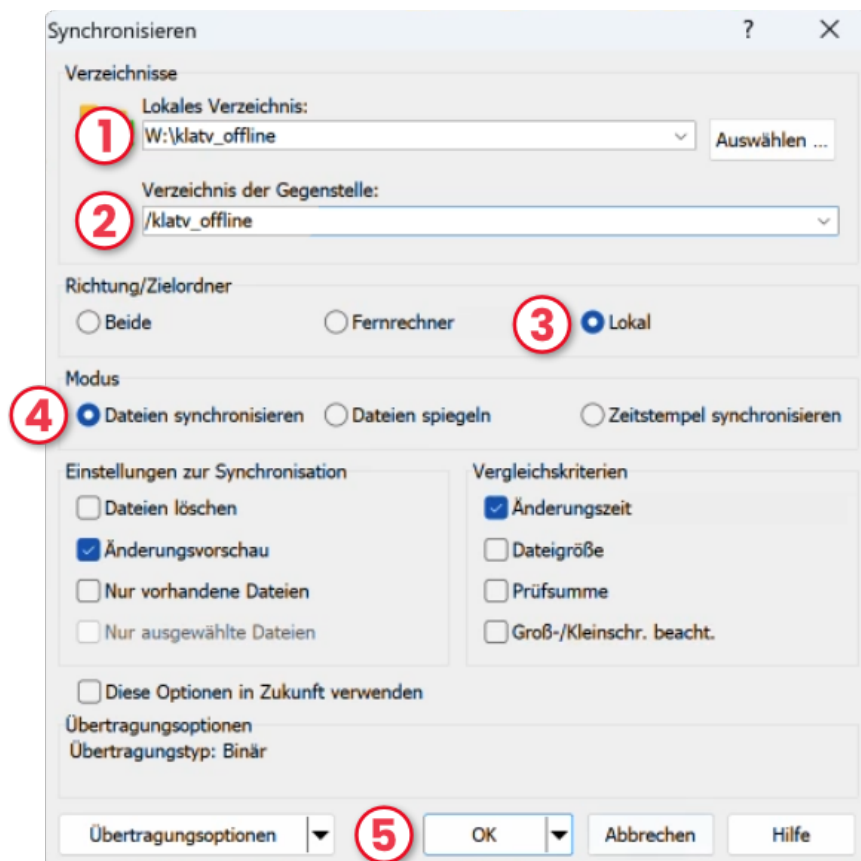 Synchronisieren ? X
Verzeichnisse
Lokales Verzeichnis:
1 W:\klatv_offline Auswählen ...
Verzeichnis der Gegenstelle:
2 /klatv_offline
Richtung/Zielordner
Beide Fernrechner 3 Lokal
Modus
4 Dateien synchronisieren Dateien spiegeln Zeitstempel synchronisieren
Einstellungen zur Synchronisation Vergleichskriterien
Dateien löschen Änderungszeit
Änderungsvorschau Dateigröße
Nur vorhandene Dateien Prüfsumme
Nur ausgewählte Dateien Groß-/Kleinschr. beacht.
Diese Optionen in Zukunft verwenden
Übertragungsoptionen
Übertragungstyp: Binär
Übertragungsoptionen 5 OK Abbrechen Hilfe